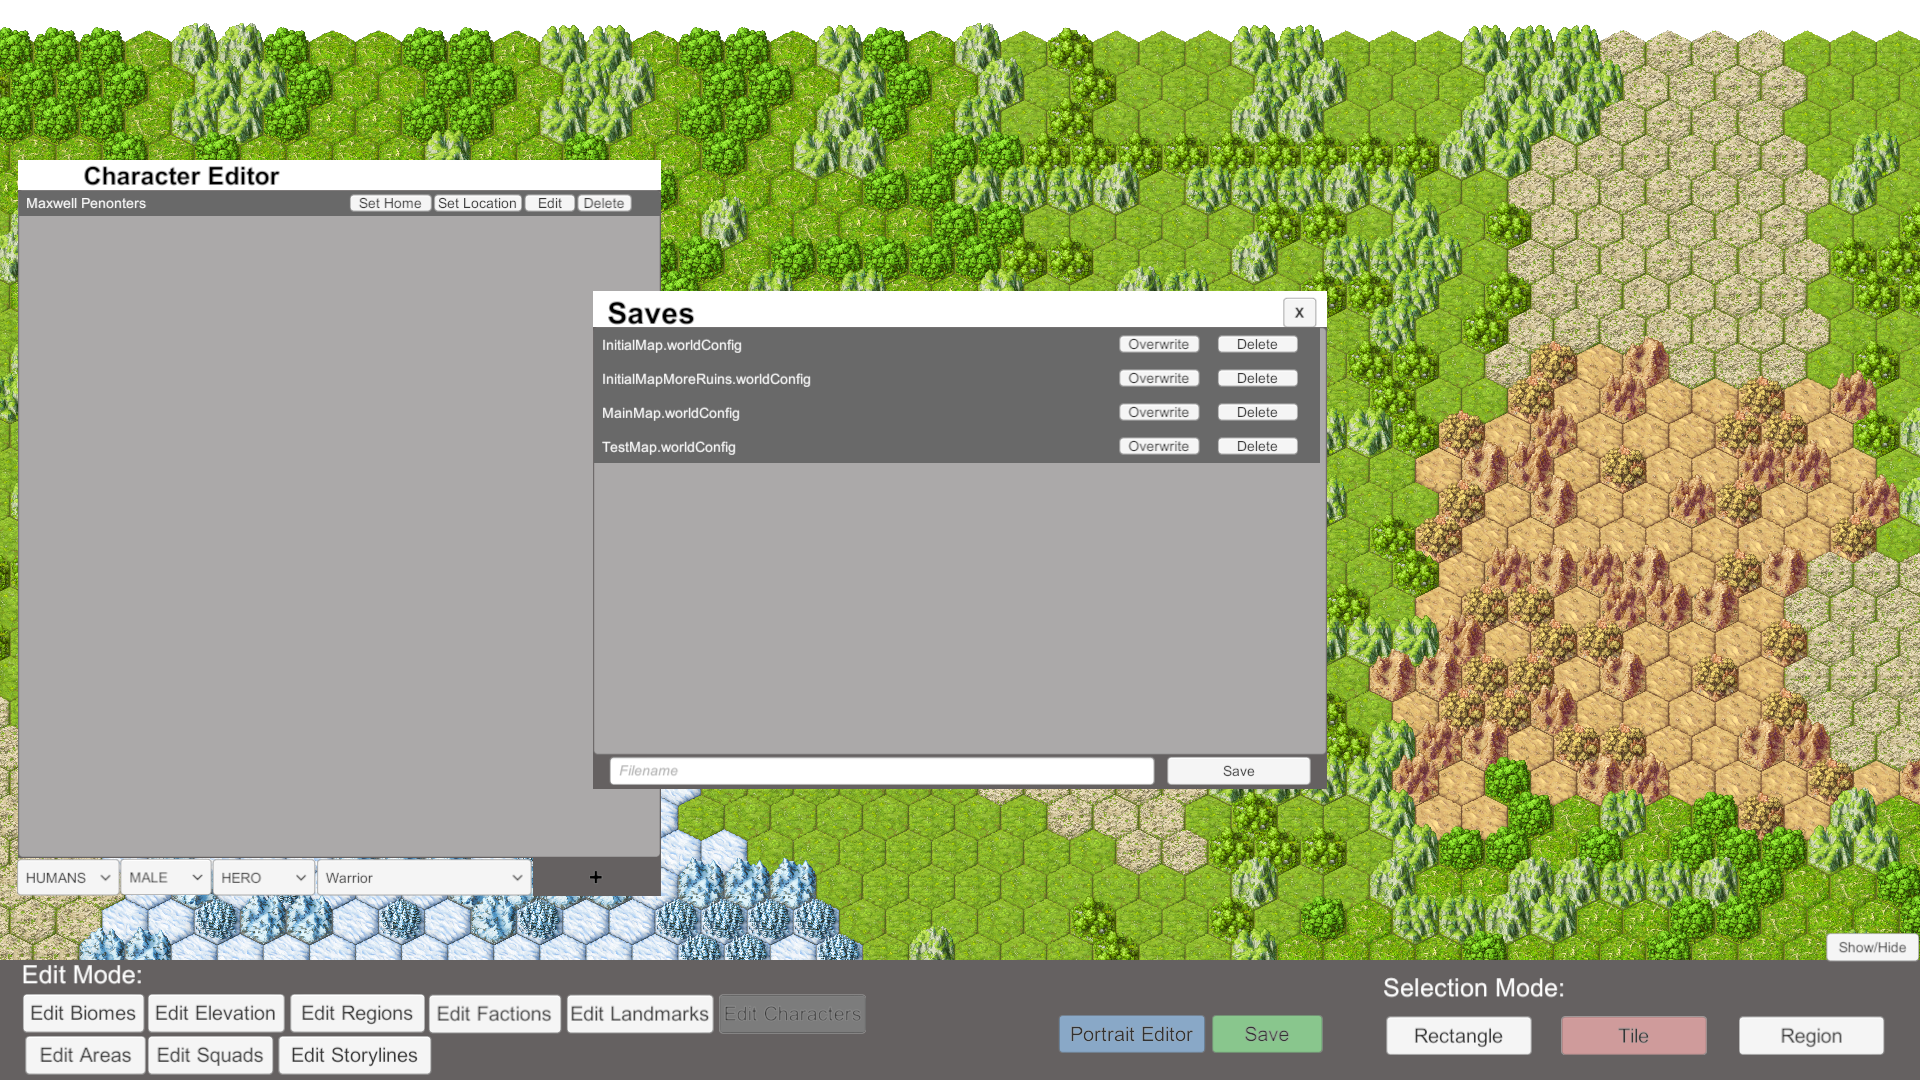 Character Editor
Maxwell Penonters Set Home Set Location Edit Delete
Saves X
InitialMap.worldConfig Overwrite Delete
InitialMapMoreRuins.worldConfig Overwrite Delete
MainMap.worldConfig Overwrite Delete
TestMap.worldConfig Overwrite Delete
Filename Save
HUMANS MALE HERO Warrior +
Show/Hide
Edit Mode:
Edit Biomes Edit Elevation Edit Regions Edit Factions Edit Landmarks Edit Characters
Edit Areas Edit Squads Edit Storylines
Portrait Editor Save
Selection Mode:
Rectangle Tile Region